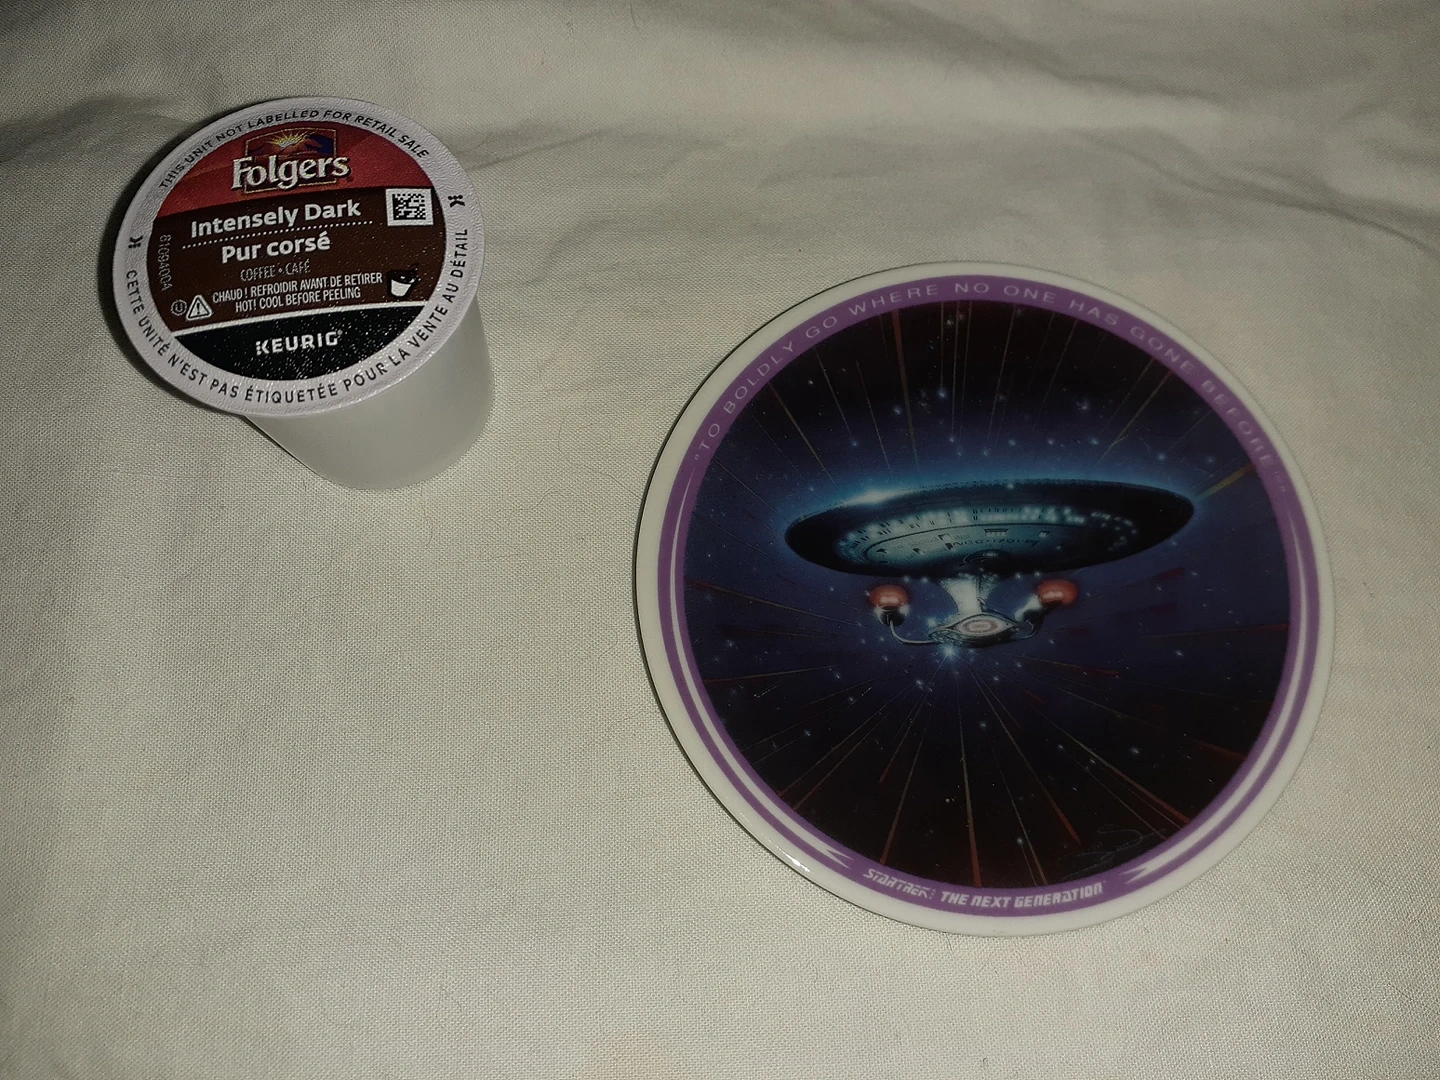 THIS UNIT NOT LABELLED FOR RETAIL SALE
Folgers
Intensely Dark
Pur corsé
COFFEE • CAFÉ
CHAUD ! REFROIDIR AVANT DE RETIRER
HOT! COOL BEFORE PEELING
KEURIG®
CETTE UNITÉ N'EST PAS ÉTIQUETÉE POUR LA VENTE AU DÉTAIL
"TO BOLDLY GO WHERE NO ONE HAS GONE BEFORE..."
STAR TREK: THE NEXT GENERATION